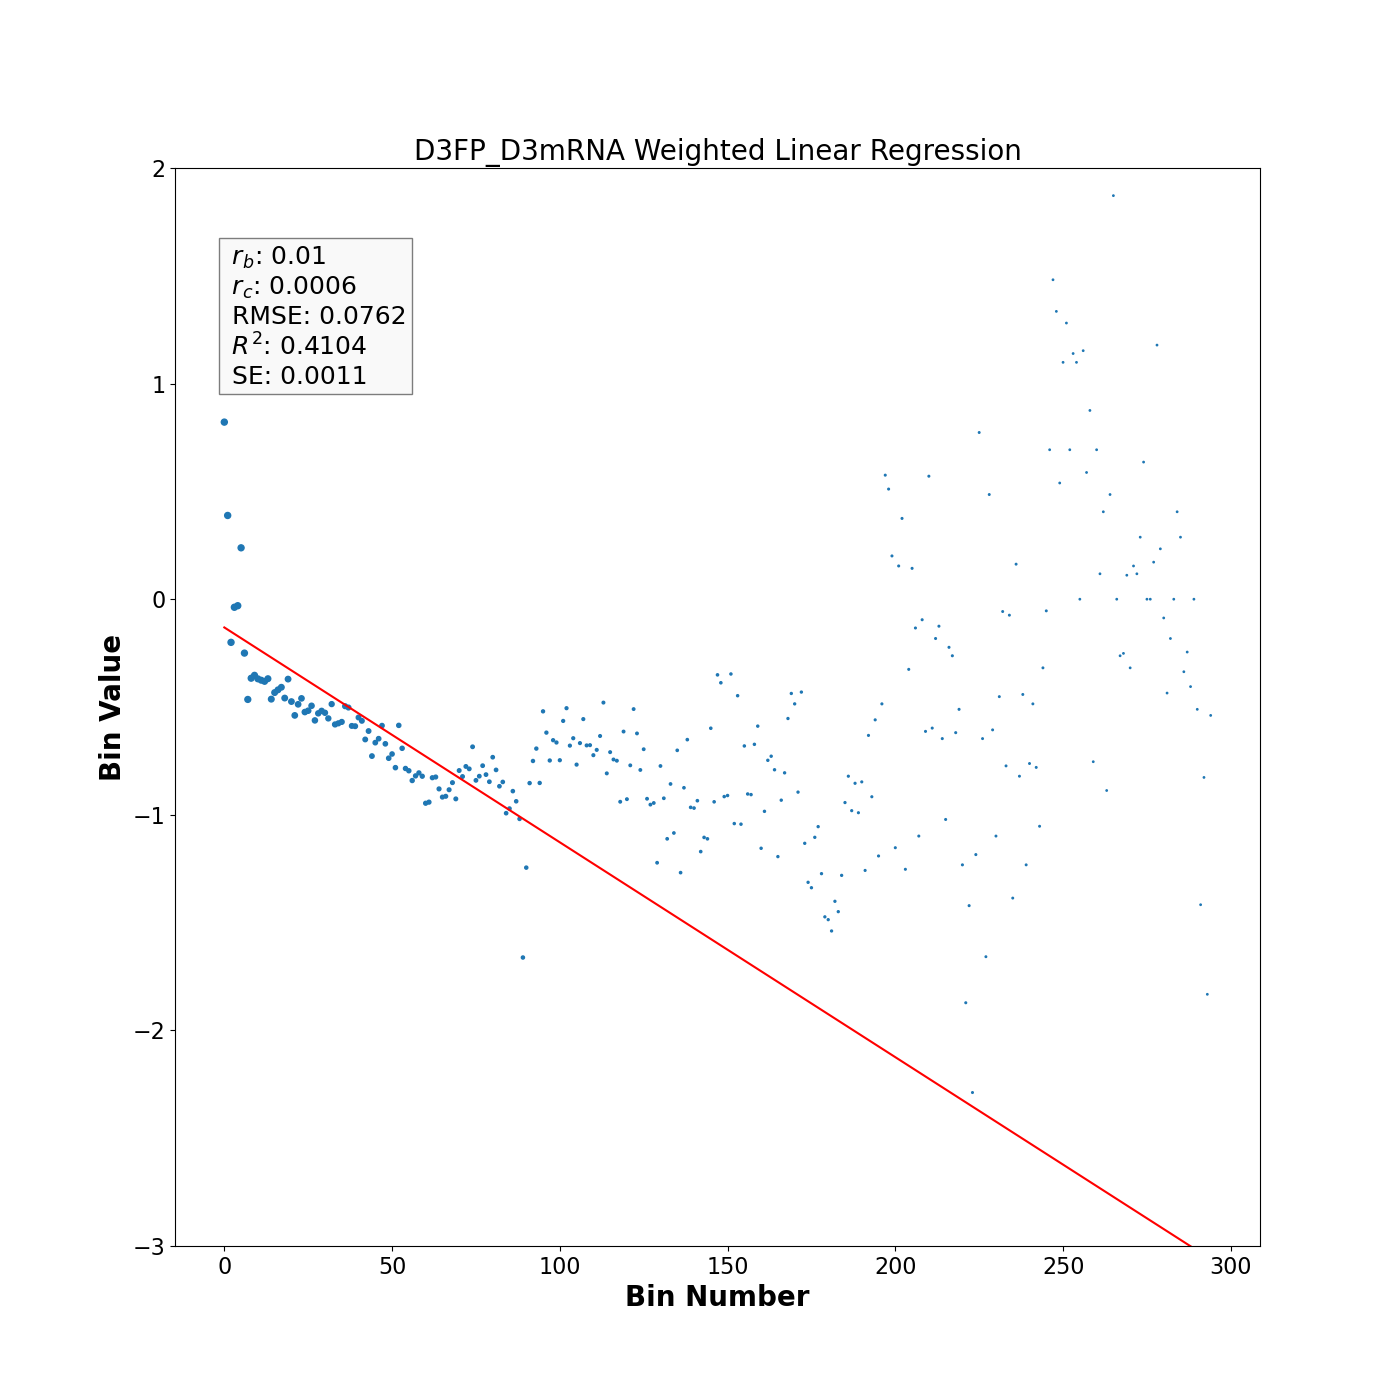 D3FP_D3mRNA Weighted Linear Regression
2
1
0
−1
−2
−3
r_b: 0.01
r_c: 0.0006
RMSE: 0.0762
R²: 0.4104
SE: 0.0011
Bin Value
0 50 100 150 200 250 300
Bin Number